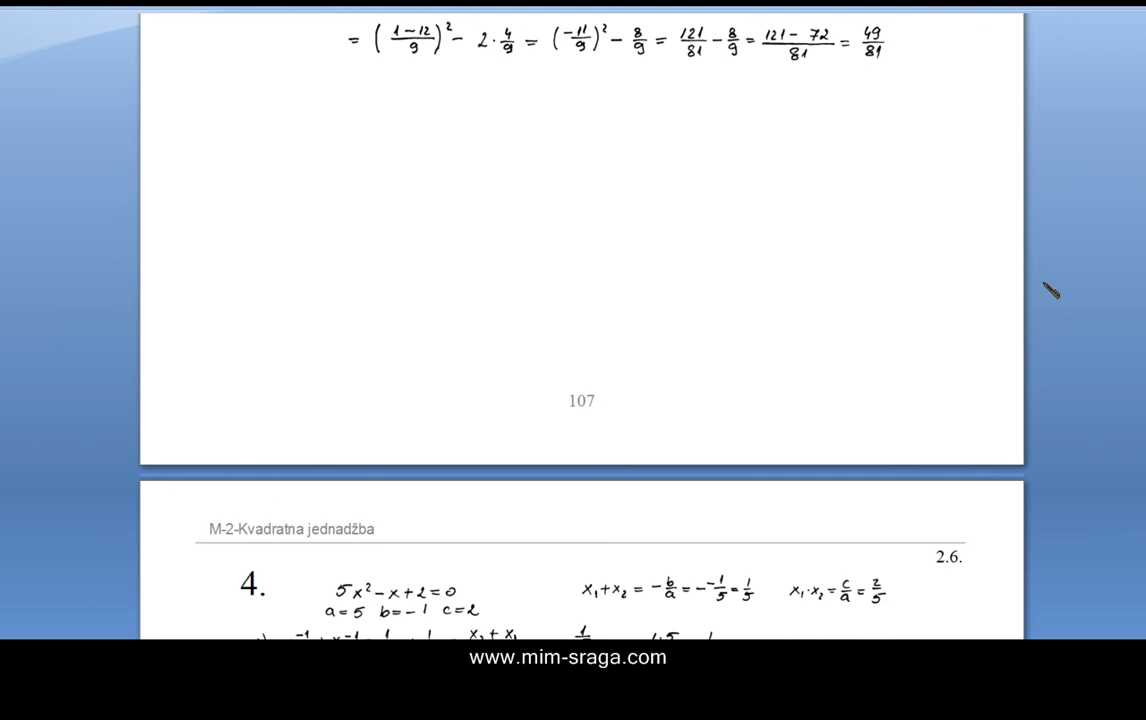 = ( (1-12)/9 )² - 2·4/9 = ( -11/9 )² - 8/9 = 121/81 - 8/9 = (121-72)/81 = 49/81
107
M-2-Kvadratna jednadžba
2.6.
4. 5x² - x + 2 = 0 x₁+x₂ = -b/a = - -1/5 = 1/5 x₁·x₂ = c/a = 2/5
a=5 b=-1 c=2
www.mim-sraga.com